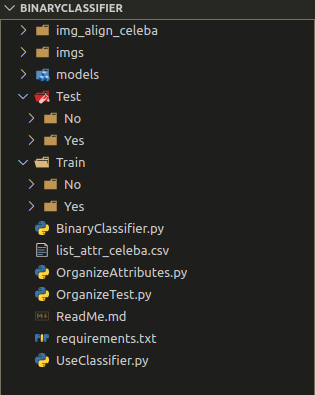 BINARYCLASSIFIER
img_align_celeba
imgs
models
Test
No
Yes
Train
No
Yes
BinaryClassifier.py
list_attr_celeba.csv
OrganizeAttributes.py
OrganizeTest.py
ReadMe.md
requirements.txt
UseClassifier.py